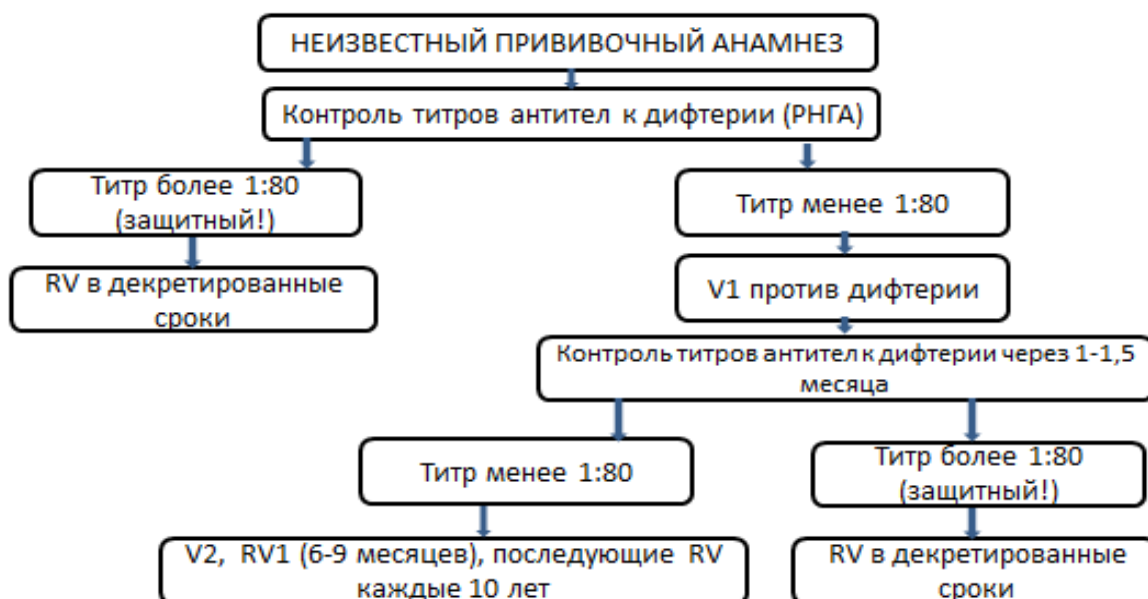 НЕИЗВЕСТНЫЙ ПРИВИВОЧНЫЙ АНАМНЕЗ
Контроль титров антител к дифтерии (РНГА)
Титр более 1:80
(защитный!)
Титр менее 1:80
RV в декретированные
сроки
V1 против дифтерии
Контроль титров антител к дифтерии через 1-1,5
месяца
Титр менее 1:80
Титр более 1:80
(защитный!)
V2, RV1 (6-9 месяцев), последующие RV
каждые 10 лет
RV в декретированные
сроки